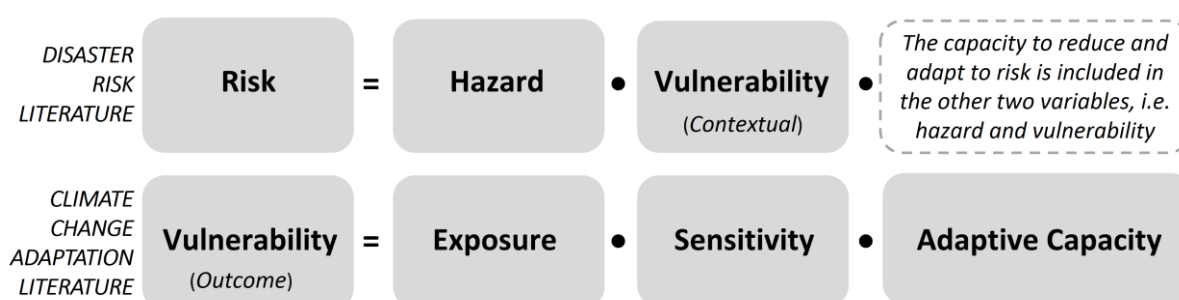 DISASTER
RISK
LITERATURE
Risk
=
Hazard
•
Vulnerability
(Contextual)
•
The capacity to reduce and
adapt to risk is included in
the other two variables, i.e.
hazard and vulnerability
CLIMATE
CHANGE
ADAPTATION
LITERATURE
Vulnerability
(Outcome)
=
Exposure
•
Sensitivity
•
Adaptive Capacity